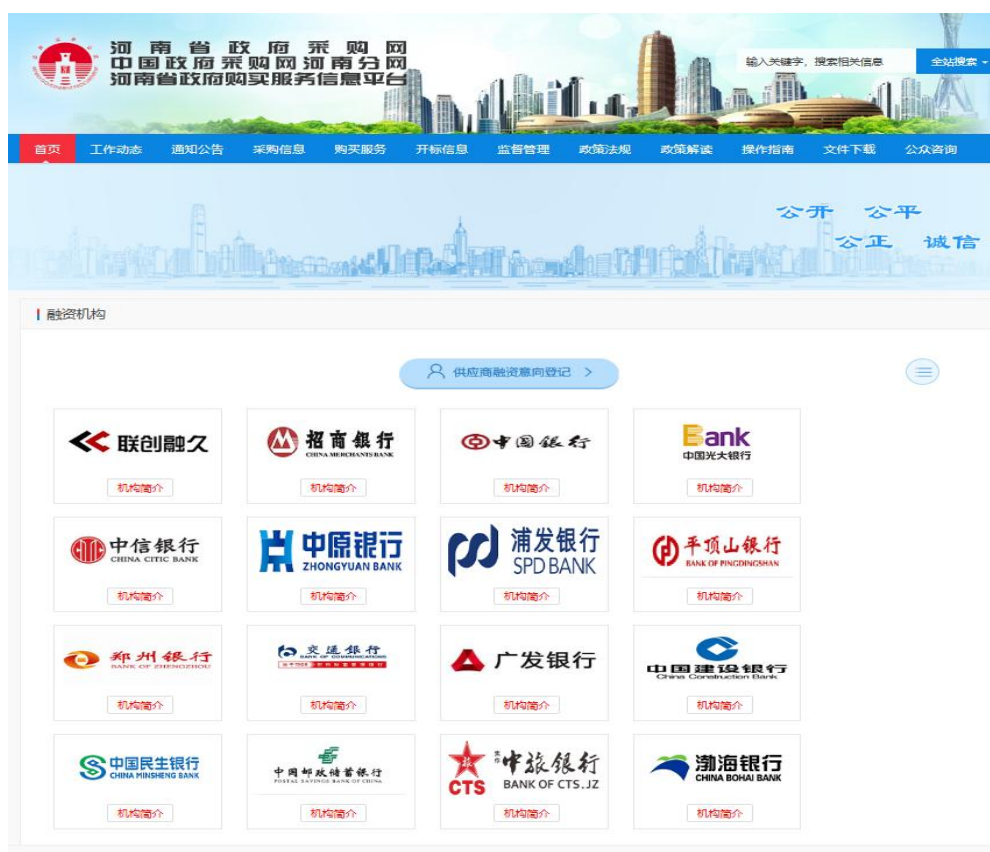 河南省政府采购网
中国政府采购网河南分网
河南省政府购买服务信息平台
输入关键字，搜索相关信息 全站搜索
首页 工作动态 通知公告 采购信息 购买服务 开标信息 监督管理 政策法规 政策解读 操作指南 文件下载 公众咨询
公开 公平
公正 诚信
融资机构
供应商融资意向登记 >
联创融久
机构简介
招商银行
CHINA MERCHANTS BANK
机构简介
中国银行
机构简介
Bank
中国光大银行
机构简介
中信银行
CHINA CITIC BANK
机构简介
中原银行
ZHONGYUAN BANK
机构简介
浦发银行
SPD BANK
机构简介
平顶山银行
BANK OF PINGDINGSHAN
机构简介
郑州银行
BANK OF ZHENGZHOU
机构简介
交通银行
BANK OF COMMUNICATIONS
机构简介
广发银行
机构简介
中国建设银行
China Construction Bank
机构简介
中国民生银行
CHINA MINSHENG BANK
机构简介
中国邮政储蓄银行
POSTAL SAVINGS BANK OF CHINA
机构简介
旅
CTS
焦作中旅银行
BANK OF CTS.JZ
机构简介
渤海银行
CHINA BOHAI BANK
机构简介